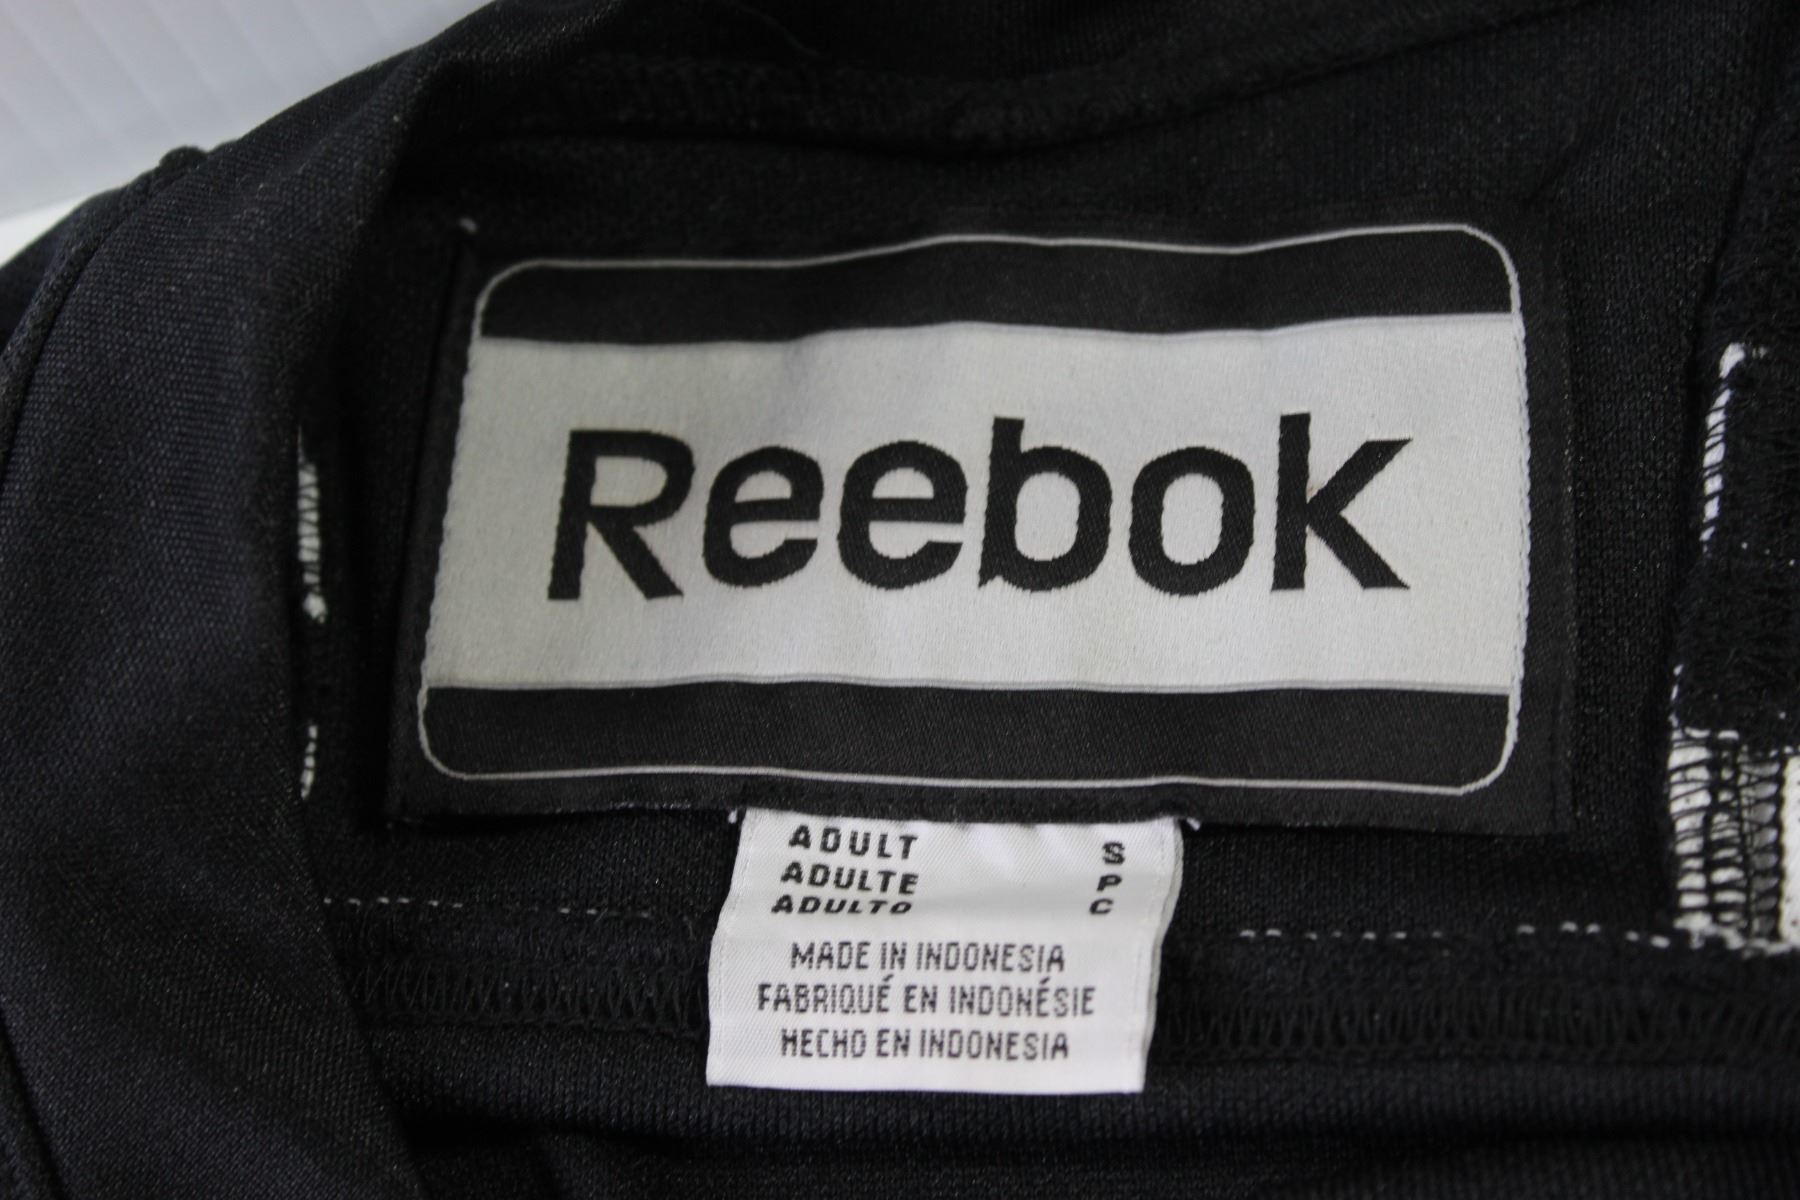 Reebok
ADULT S
ADULTE P
ADULTO C
MADE IN INDONESIA
FABRIQUÉ EN INDONÉSIE
HECHO EN INDONESIA